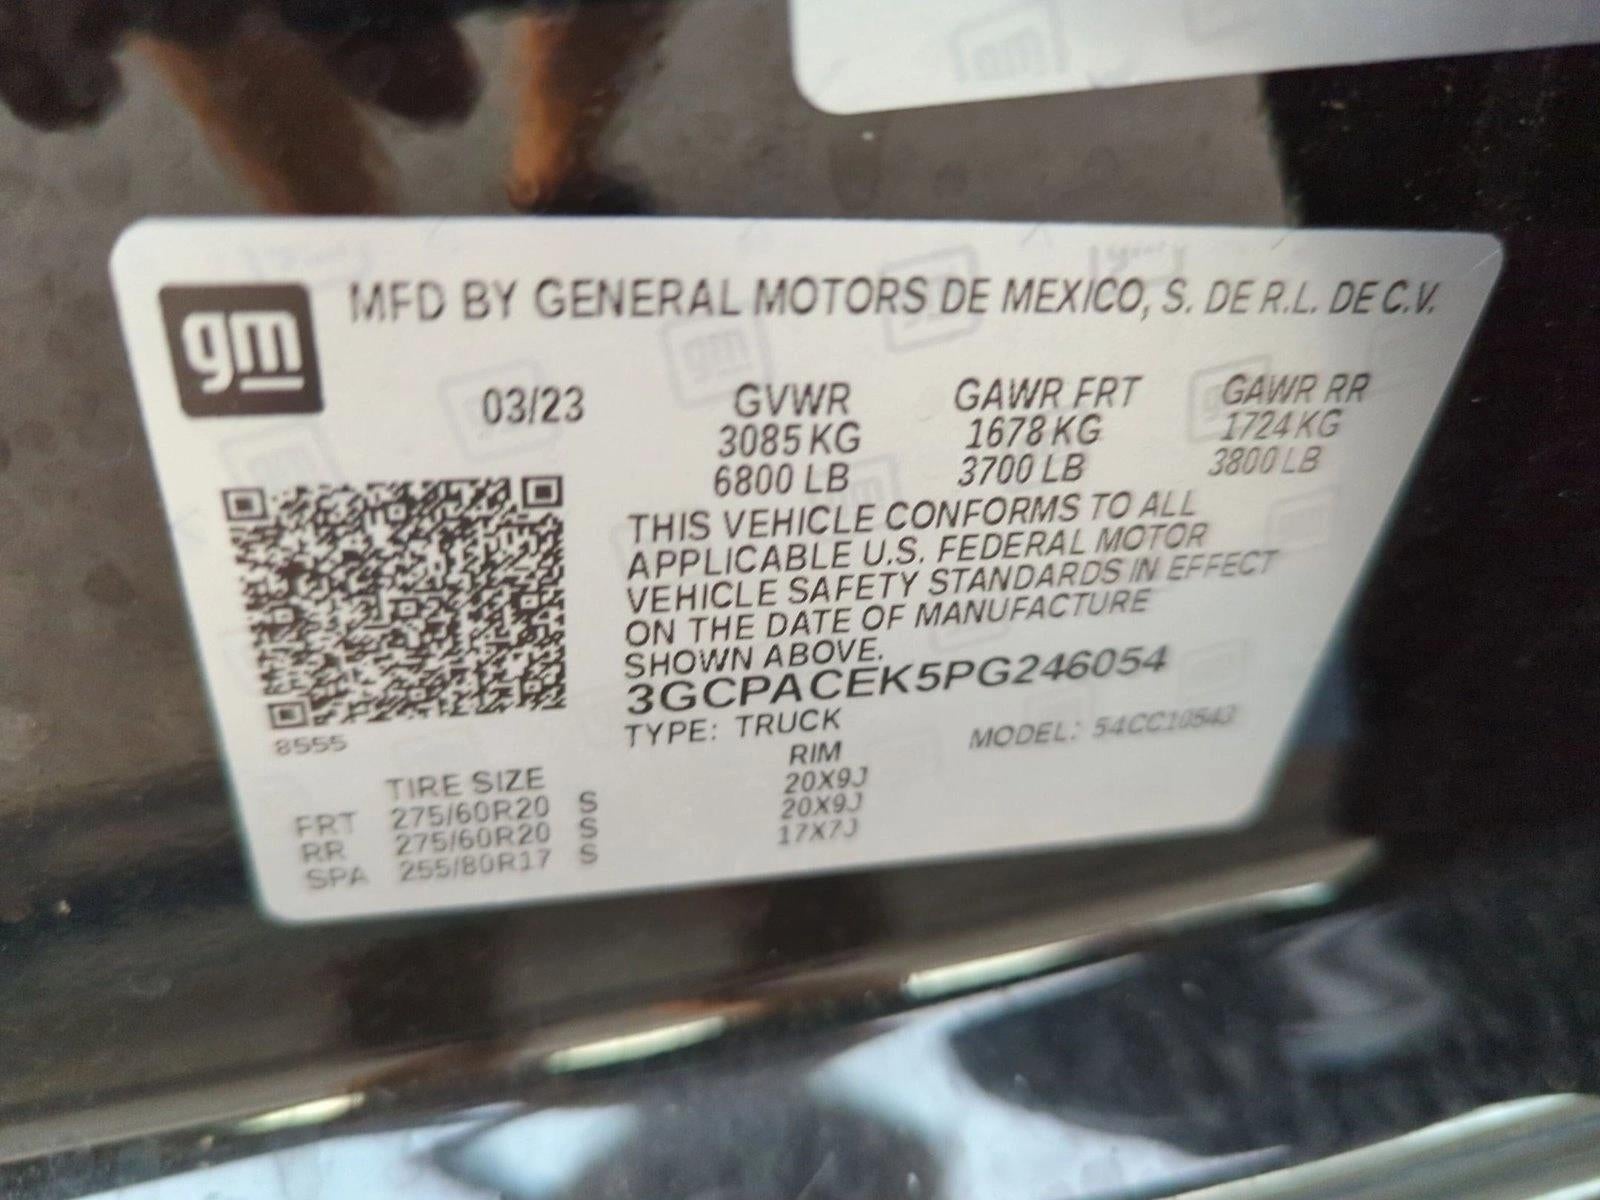 gm
MFD BY GENERAL MOTORS DE MEXICO, S. DE R.L. DE C.V.
03/23 GVWR GAWR FRT GAWR RR
3085 KG 1678 KG 1724 KG
6800 LB 3700 LB 3800 LB
THIS VEHICLE CONFORMS TO ALL
APPLICABLE U.S. FEDERAL MOTOR
VEHICLE SAFETY STANDARDS IN EFFECT
ON THE DATE OF MANUFACTURE
SHOWN ABOVE.
3GCPACEK5PG246054
TYPE: TRUCK MODEL: 54CC10543
8555
TIRE SIZE RIM
FRT 275/60R20 S 20X9J
RR 275/60R20 S 20X9J
SPA 255/80R17 S 17X7J